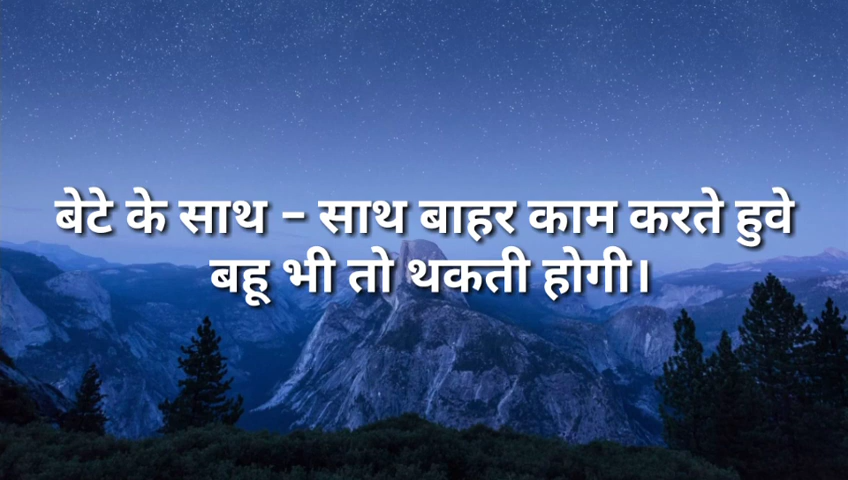 बेटे के साथ - साथ बाहर काम करते हुवे
बहू भी तो थकती होगी।